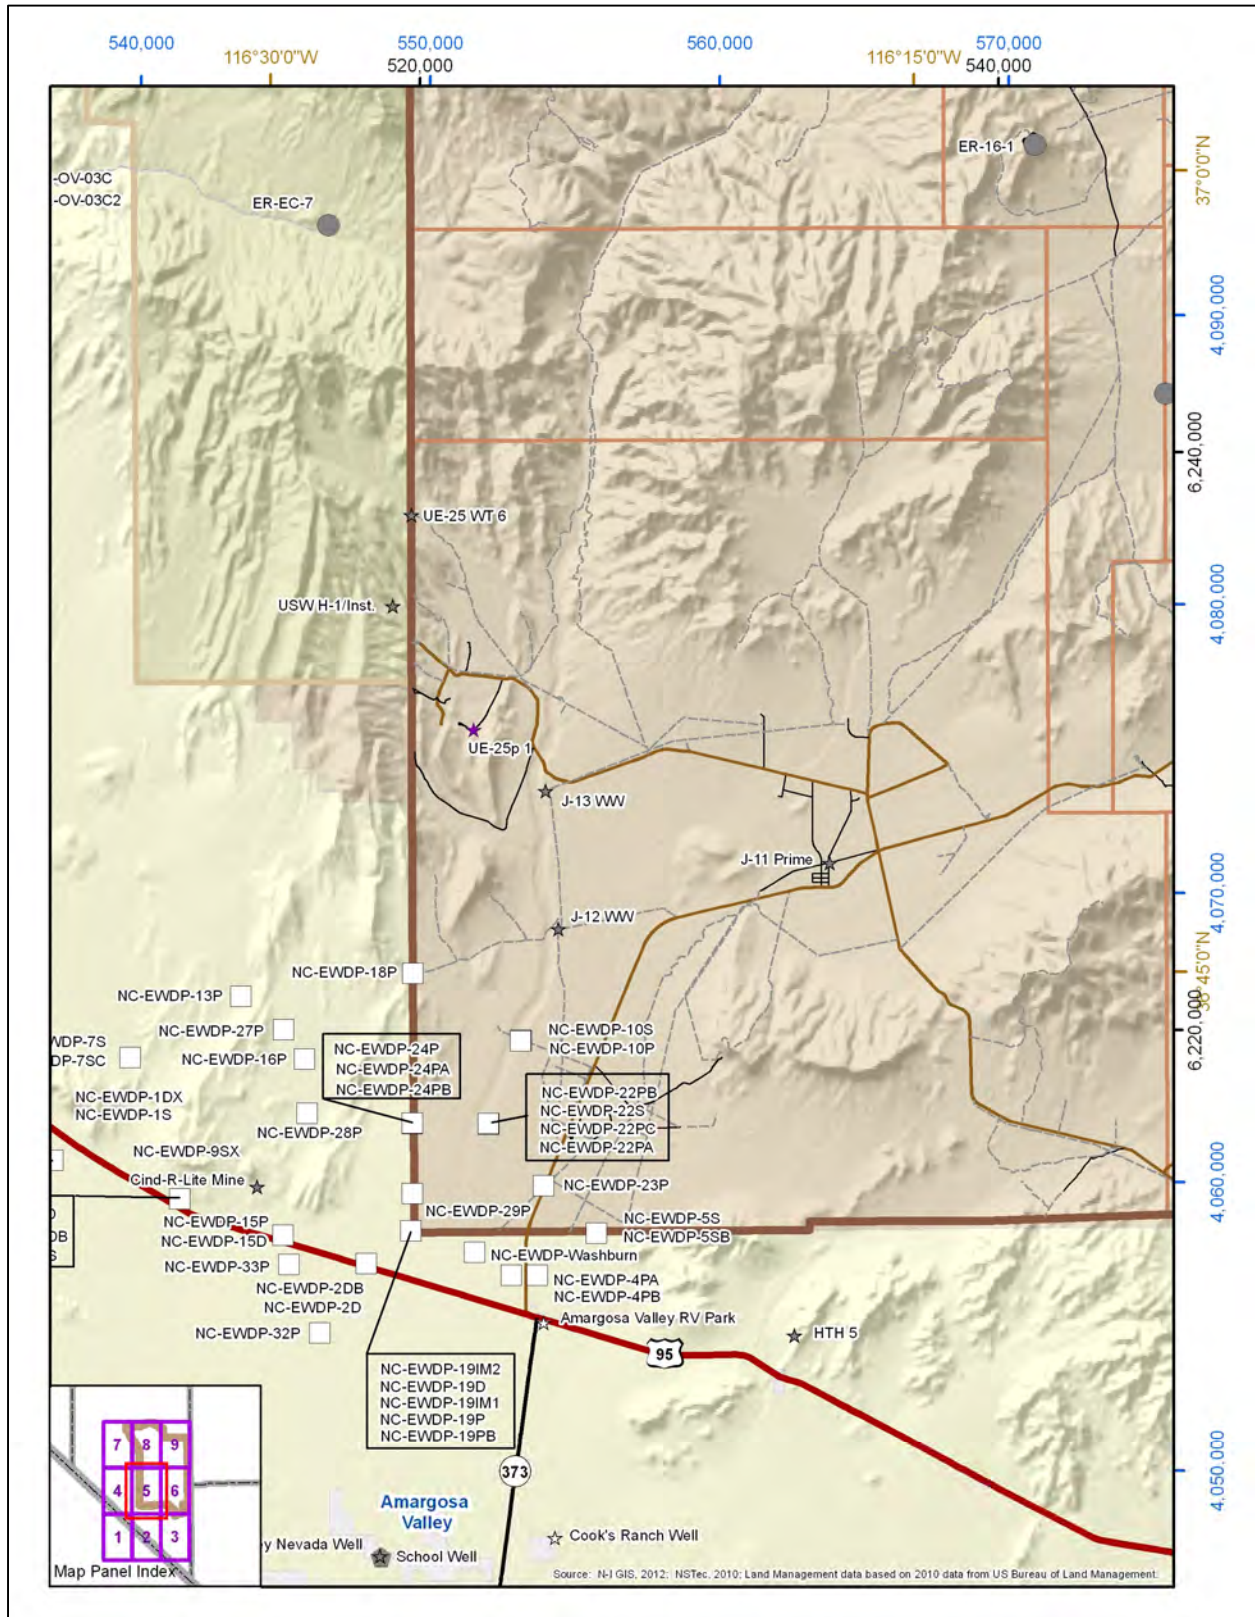 540,000
550,000
560,000
570,000
116°30'0"W
116°15'0"W
520,000
540,000
ER-16-1
37°0'0"N
-OV-03C
-OV-03C2
ER-EC-7
4,090,000
6,240,000
UE-25 WT 6
USW H-1/Inst.
4,080,000
UE-25p 1
J-13 WW
J-11 Prime
4,070,000
J-12 WW
36°45'0"N
NC-EWDP-18P
NC-EWDP-13P
6,220,000
NC-EWDP-27P
NC-EWDP-10S
NC-EWDP-10P
WDP-7S
DP-7SC
NC-EWDP-16P
NC-EWDP-24P
NC-EWDP-24PA
NC-EWDP-24PB
NC-EWDP-22PB
NC-EWDP-22S
NC-EWDP-22PC
NC-EWDP-22PA
NC-EWDP-1DX
NC-EWDP-1S
NC-EWDP-28P
NC-EWDP-9SX
Cind-R-Lite Mine
4,060,000
NC-EWDP-23P
NC-EWDP-29P
NC-EWDP-15P
NC-EWDP-15D
NC-EWDP-5S
NC-EWDP-5SB
DB
S
NC-EWDP-33P
NC-EWDP-Washburn
NC-EWDP-2DB
NC-EWDP-2D
NC-EWDP-4PA
NC-EWDP-4PB
NC-EWDP-32P
Amargosa Valley RV Park
HTH 5
95
NC-EWDP-19IM2
NC-EWDP-19D
NC-EWDP-19IM1
NC-EWDP-19P
NC-EWDP-19PB
373
4,050,000
7 8 9
4 5 6
1 2 3
Map Panel Index
Amargosa
Valley
y Nevada Well
School Well
Cook's Ranch Well
Source: N-I GIS, 2012; NSTec, 2010; Land Management data based on 2010 data from US Bureau of Land Management.